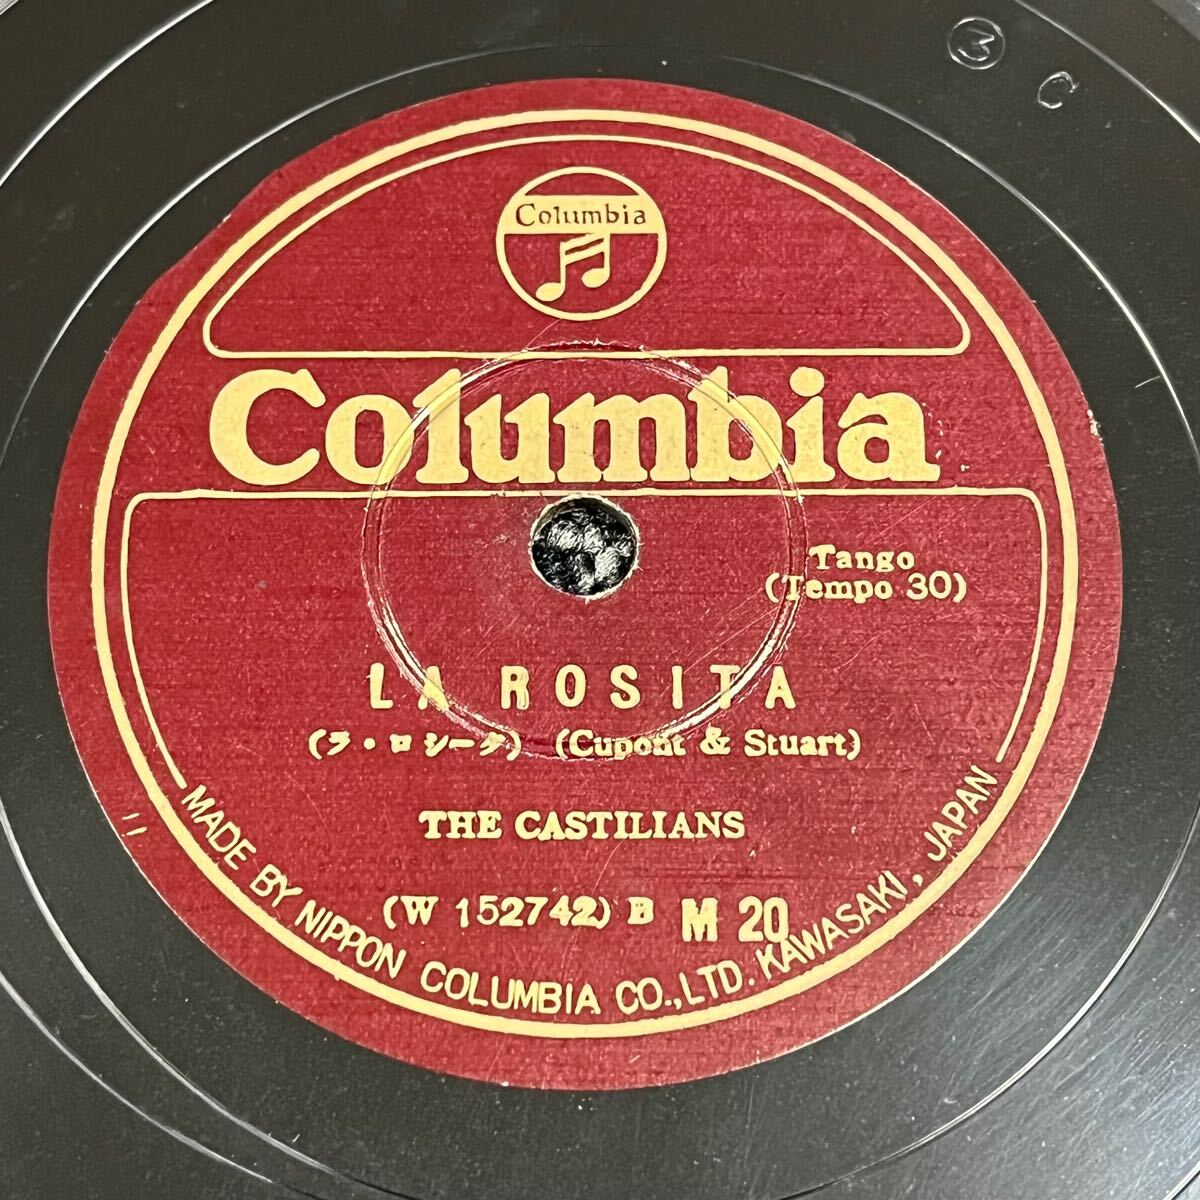 3 C
Columbia
Columbia
Tango
(Tempo 30)
LA ROSITA
(ラ・ロシータ) (Cupont & Stuart)
THE CASTILIANS
(W 152742) B M 20
MADE BY NIPPON COLUMBIA CO., LTD. KAWASAKI, JAPAN